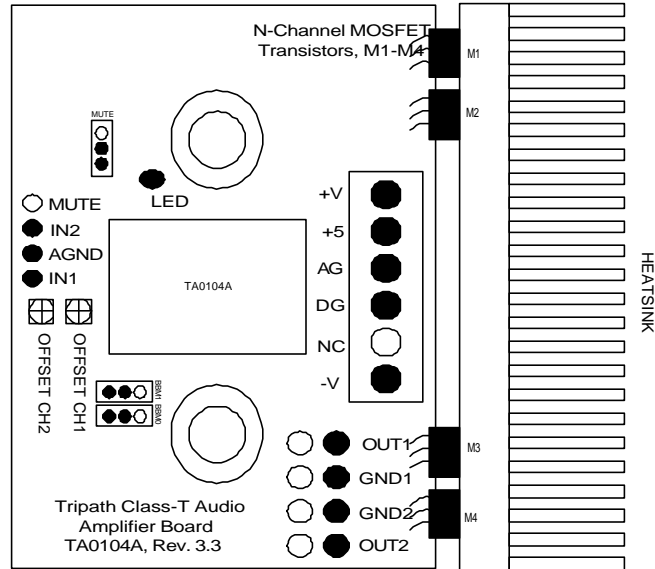 N-Channel MOSFET
Transistors, M1-M4
M1
M2
MUTE
LED
MUTE
IN2
AGND
IN1
TA0104A
+V
+5
AG
DG
NC
-V
HEATSINK
OFFSET CH2
OFFSET CH1
BBM1
BBM0
OUT1
GND1
GND2
OUT2
M3
M4
Tripath Class-T Audio
Amplifier Board
TA0104A, Rev. 3.3